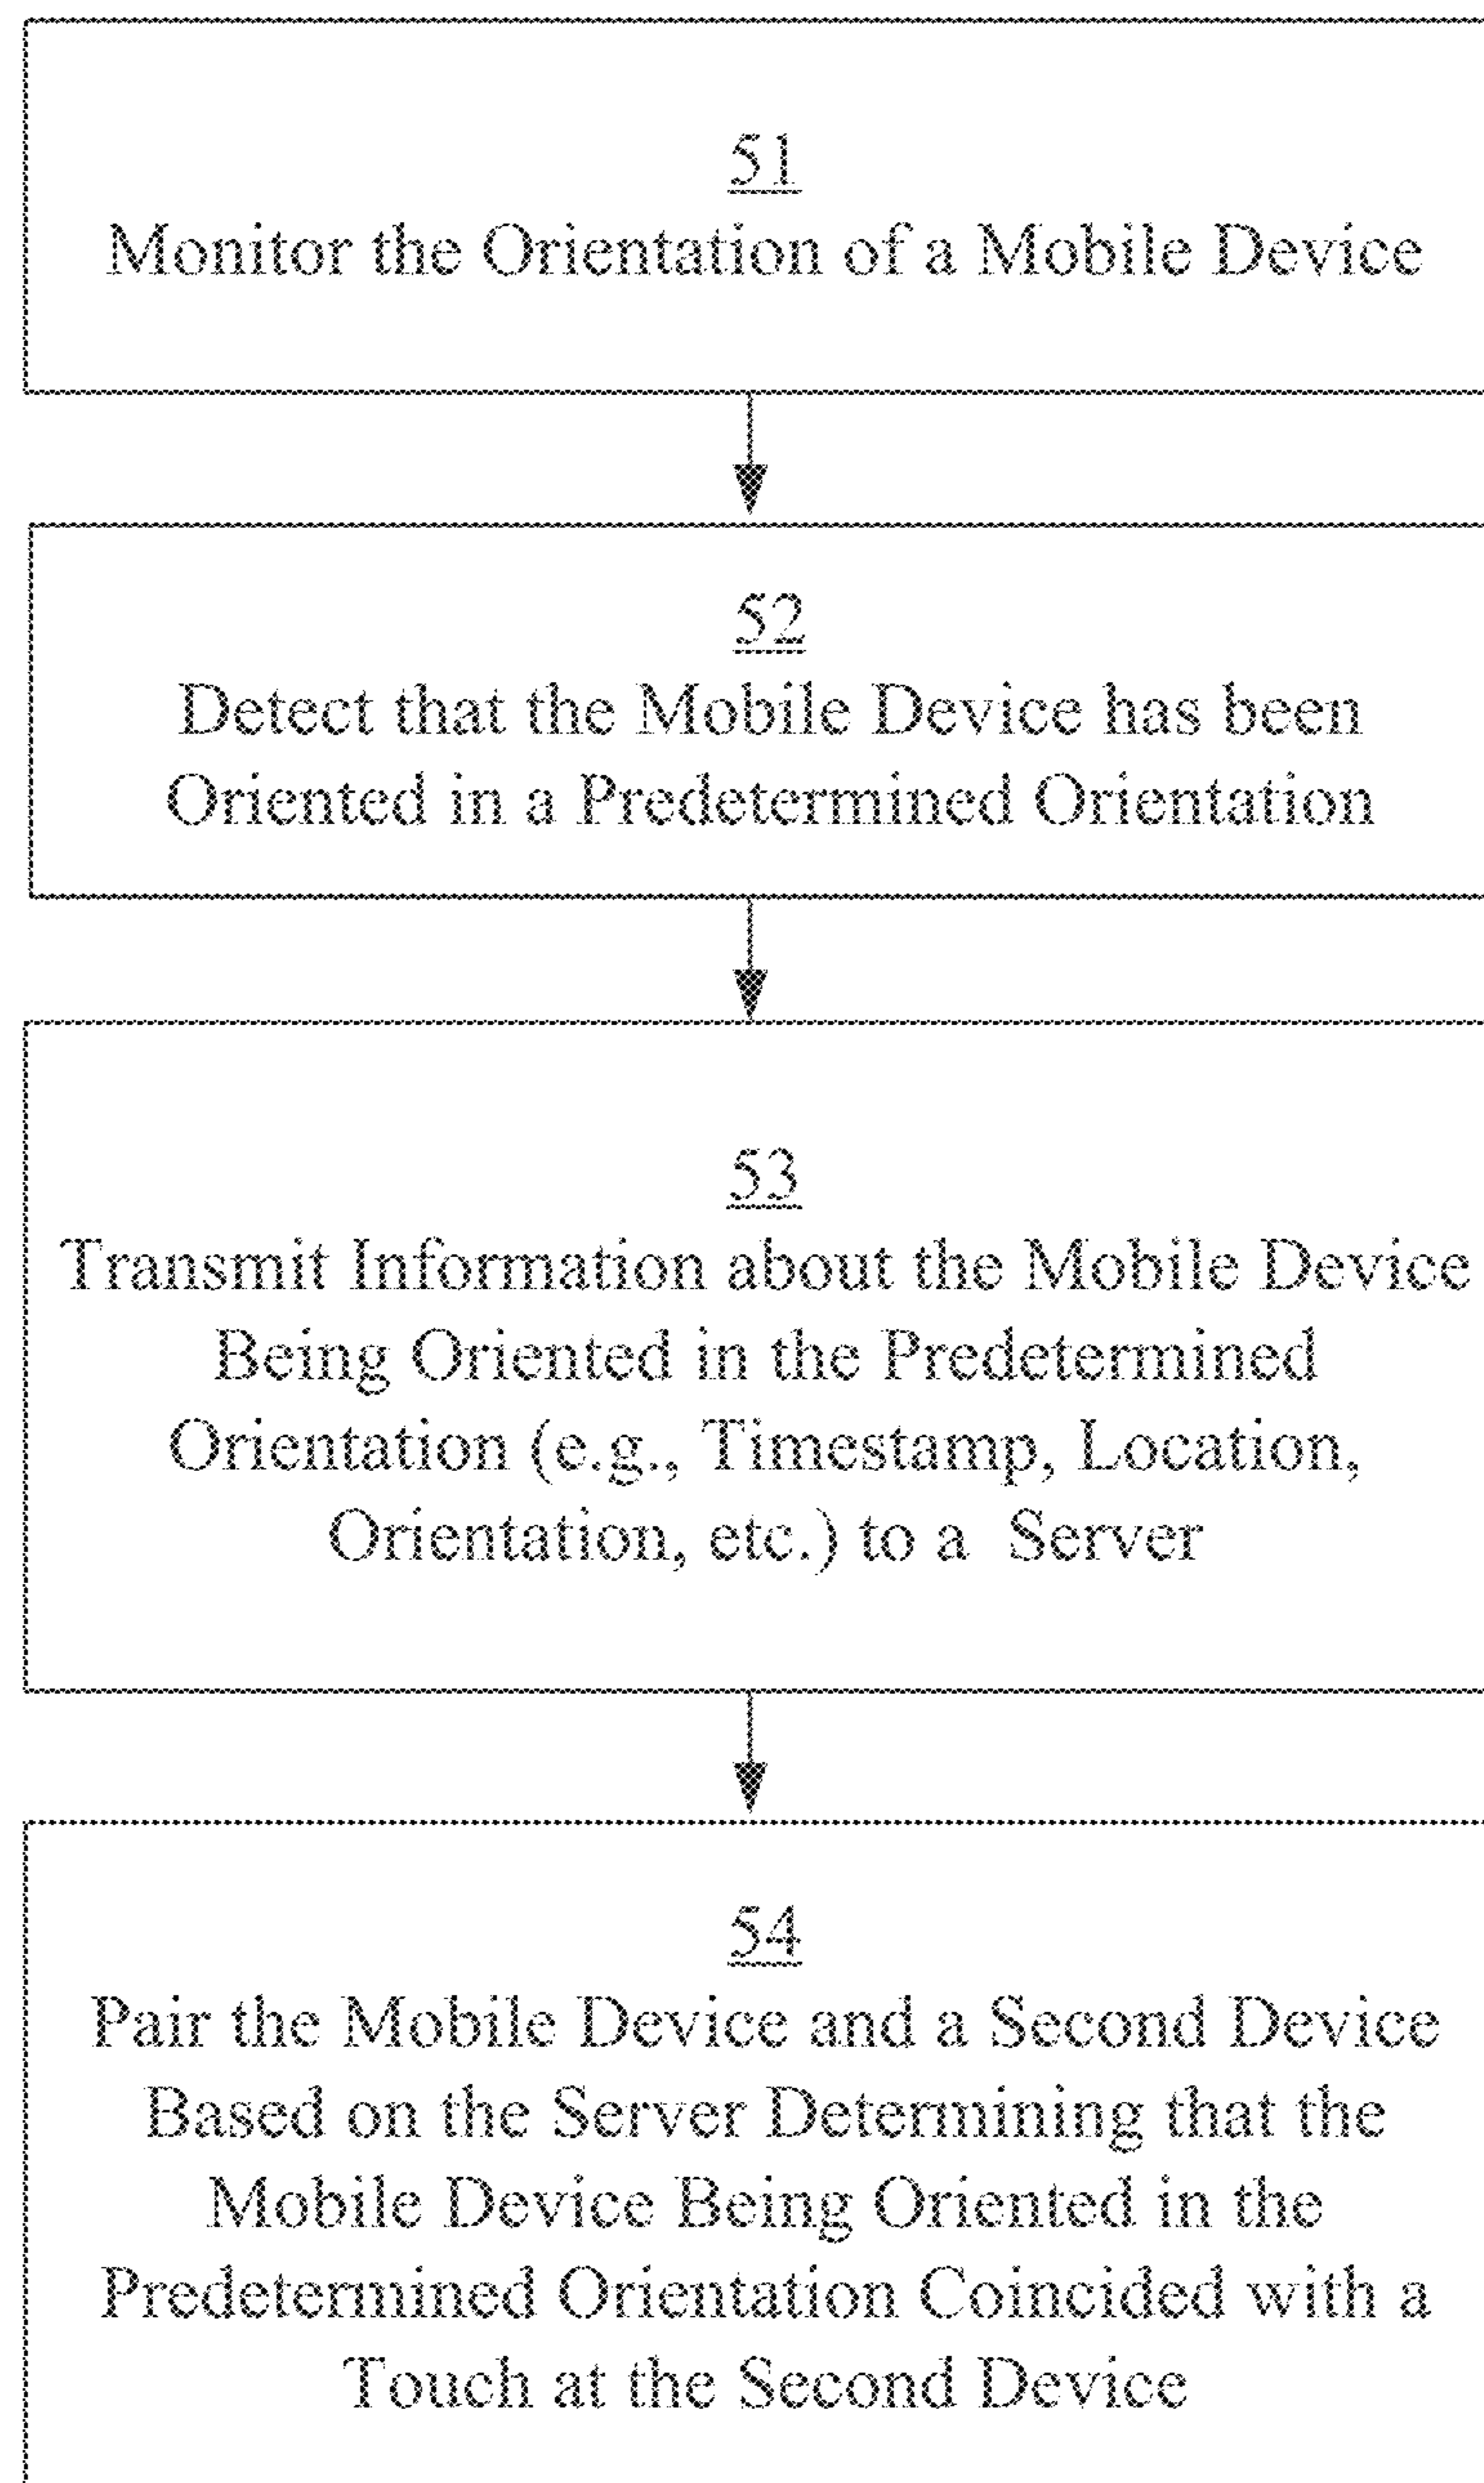 51
Monitor the Orientation of a Mobile Device
52
Detect that the Mobile Device has been
Oriented in a Predetermined Orientation
53
Transmit Information about the Mobile Device
Being Oriented in the Predetermined
Orientation (e.g., Timestamp, Location,
Orientation, etc.) to a Server
54
Pair the Mobile Device and a Second Device
Based on the Server Determining that the
Mobile Device Being Oriented in the
Predetermined Orientation Coincided with a
Touch at the Second Device